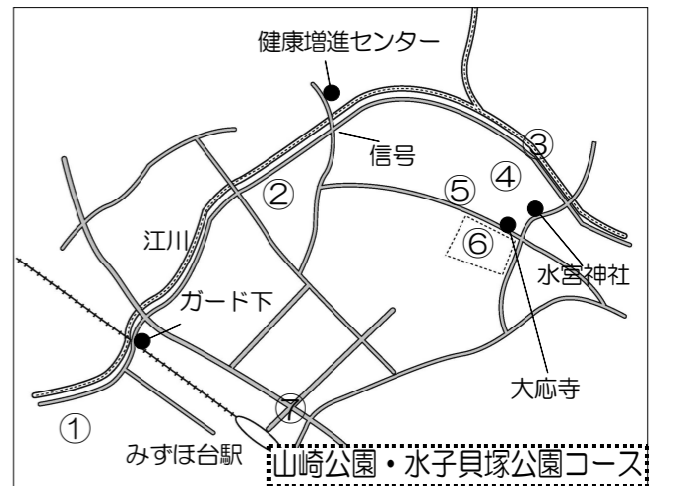 健康増進センター
信号
③
②
④
⑤
江川
⑥
水宮神社
ガード下
大応寺
⑦
①
みずほ台駅
山崎公園・水子貝塚公園コース